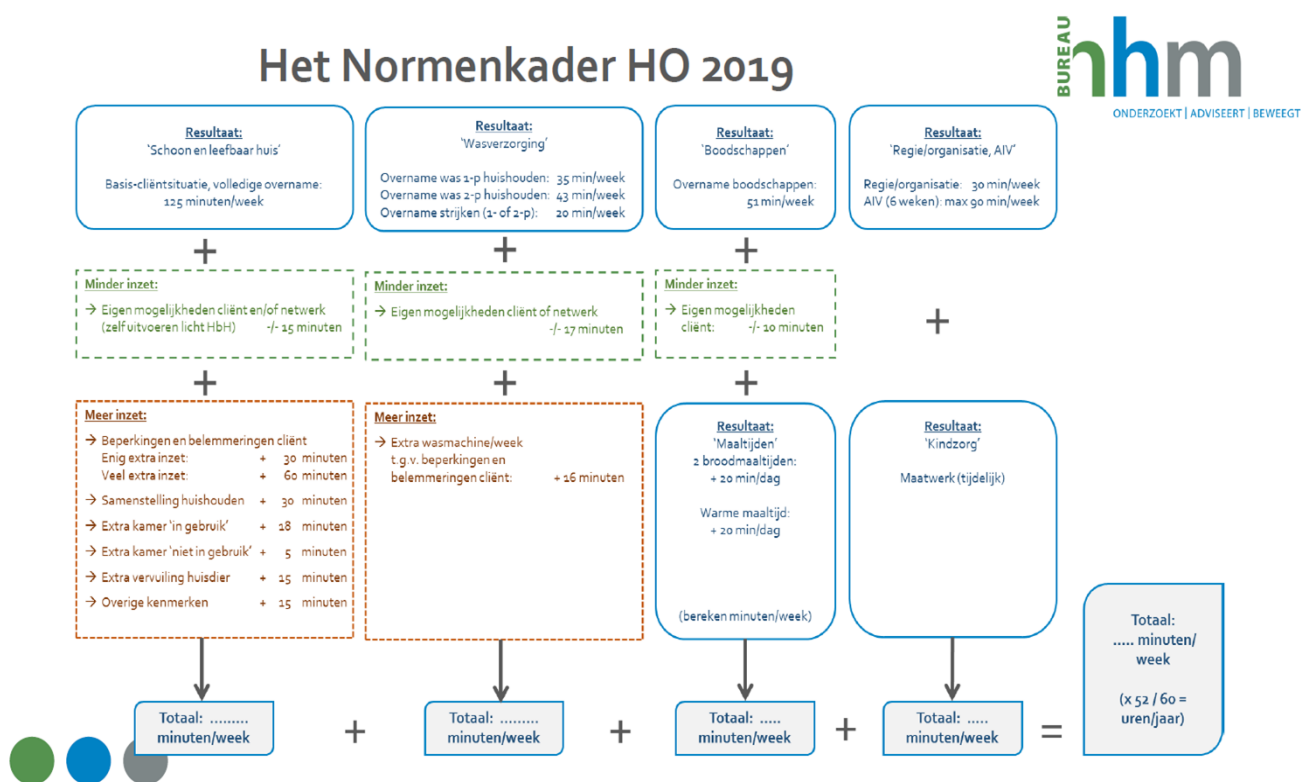 Het Normenkader HO 2019
BUREAU
nhm
ONDERZOEKT | ADVISEERT | BEWEEGT
Resultaat:
‘Schoon en leefbaar huis’
Basis-cliëntsituatie, volledige overname:
125 minuten/week
Resultaat:
‘Wasverzorging’
Overname was 1-p huishouden: 35 min/week
Overname was 2-p huishouden: 43 min/week
Overname strijken (1- of 2-p): 20 min/week
Resultaat:
‘Boodschappen’
Overname boodschappen:
51 min/week
Resultaat:
‘Regie/organisatie, AIV’
Regie/organisatie: 30 min/week
AIV (6 weken): max 90 min/week
+ + +
Minder inzet:
→ Eigen mogelijkheden cliënt en/of netwerk
(zelf uitvoeren licht HbH) -/- 15 minuten
Minder inzet:
→ Eigen mogelijkheden cliënt of netwerk
-/- 17 minuten
Minder inzet:
→ Eigen mogelijkheden
cliënt: -/- 10 minuten
+
+ + +
Meer inzet:
→ Beperkingen en belemmeringen cliënt
Enig extra inzet: + 30 minuten
Veel extra inzet: + 60 minuten
→ Samenstelling huishouden + 30 minuten
→ Extra kamer ‘in gebruik’ + 18 minuten
→ Extra kamer ‘niet in gebruik’ + 5 minuten
→ Extra vervuiling huisdier + 15 minuten
→ Overige kenmerken + 15 minuten
Meer inzet:
→ Extra wasmachine/week
t.g.v. beperkingen en
belemmeringen cliënt: + 16 minuten
Resultaat:
‘Maaltijden’
2 broodmaaltijden:
+ 20 min/dag
Warme maaltijd:
+ 20 min/dag
(bereken minuten/week)
Resultaat:
‘Kindzorg’
Maatwerk (tijdelijk)
Totaal: .........
minuten/week
+
Totaal: .........
minuten/week
+
Totaal: .....
minuten/week
+
Totaal: .....
minuten/week
=
Totaal:
..... minuten/
week
(x 52 / 60 =
uren/jaar)